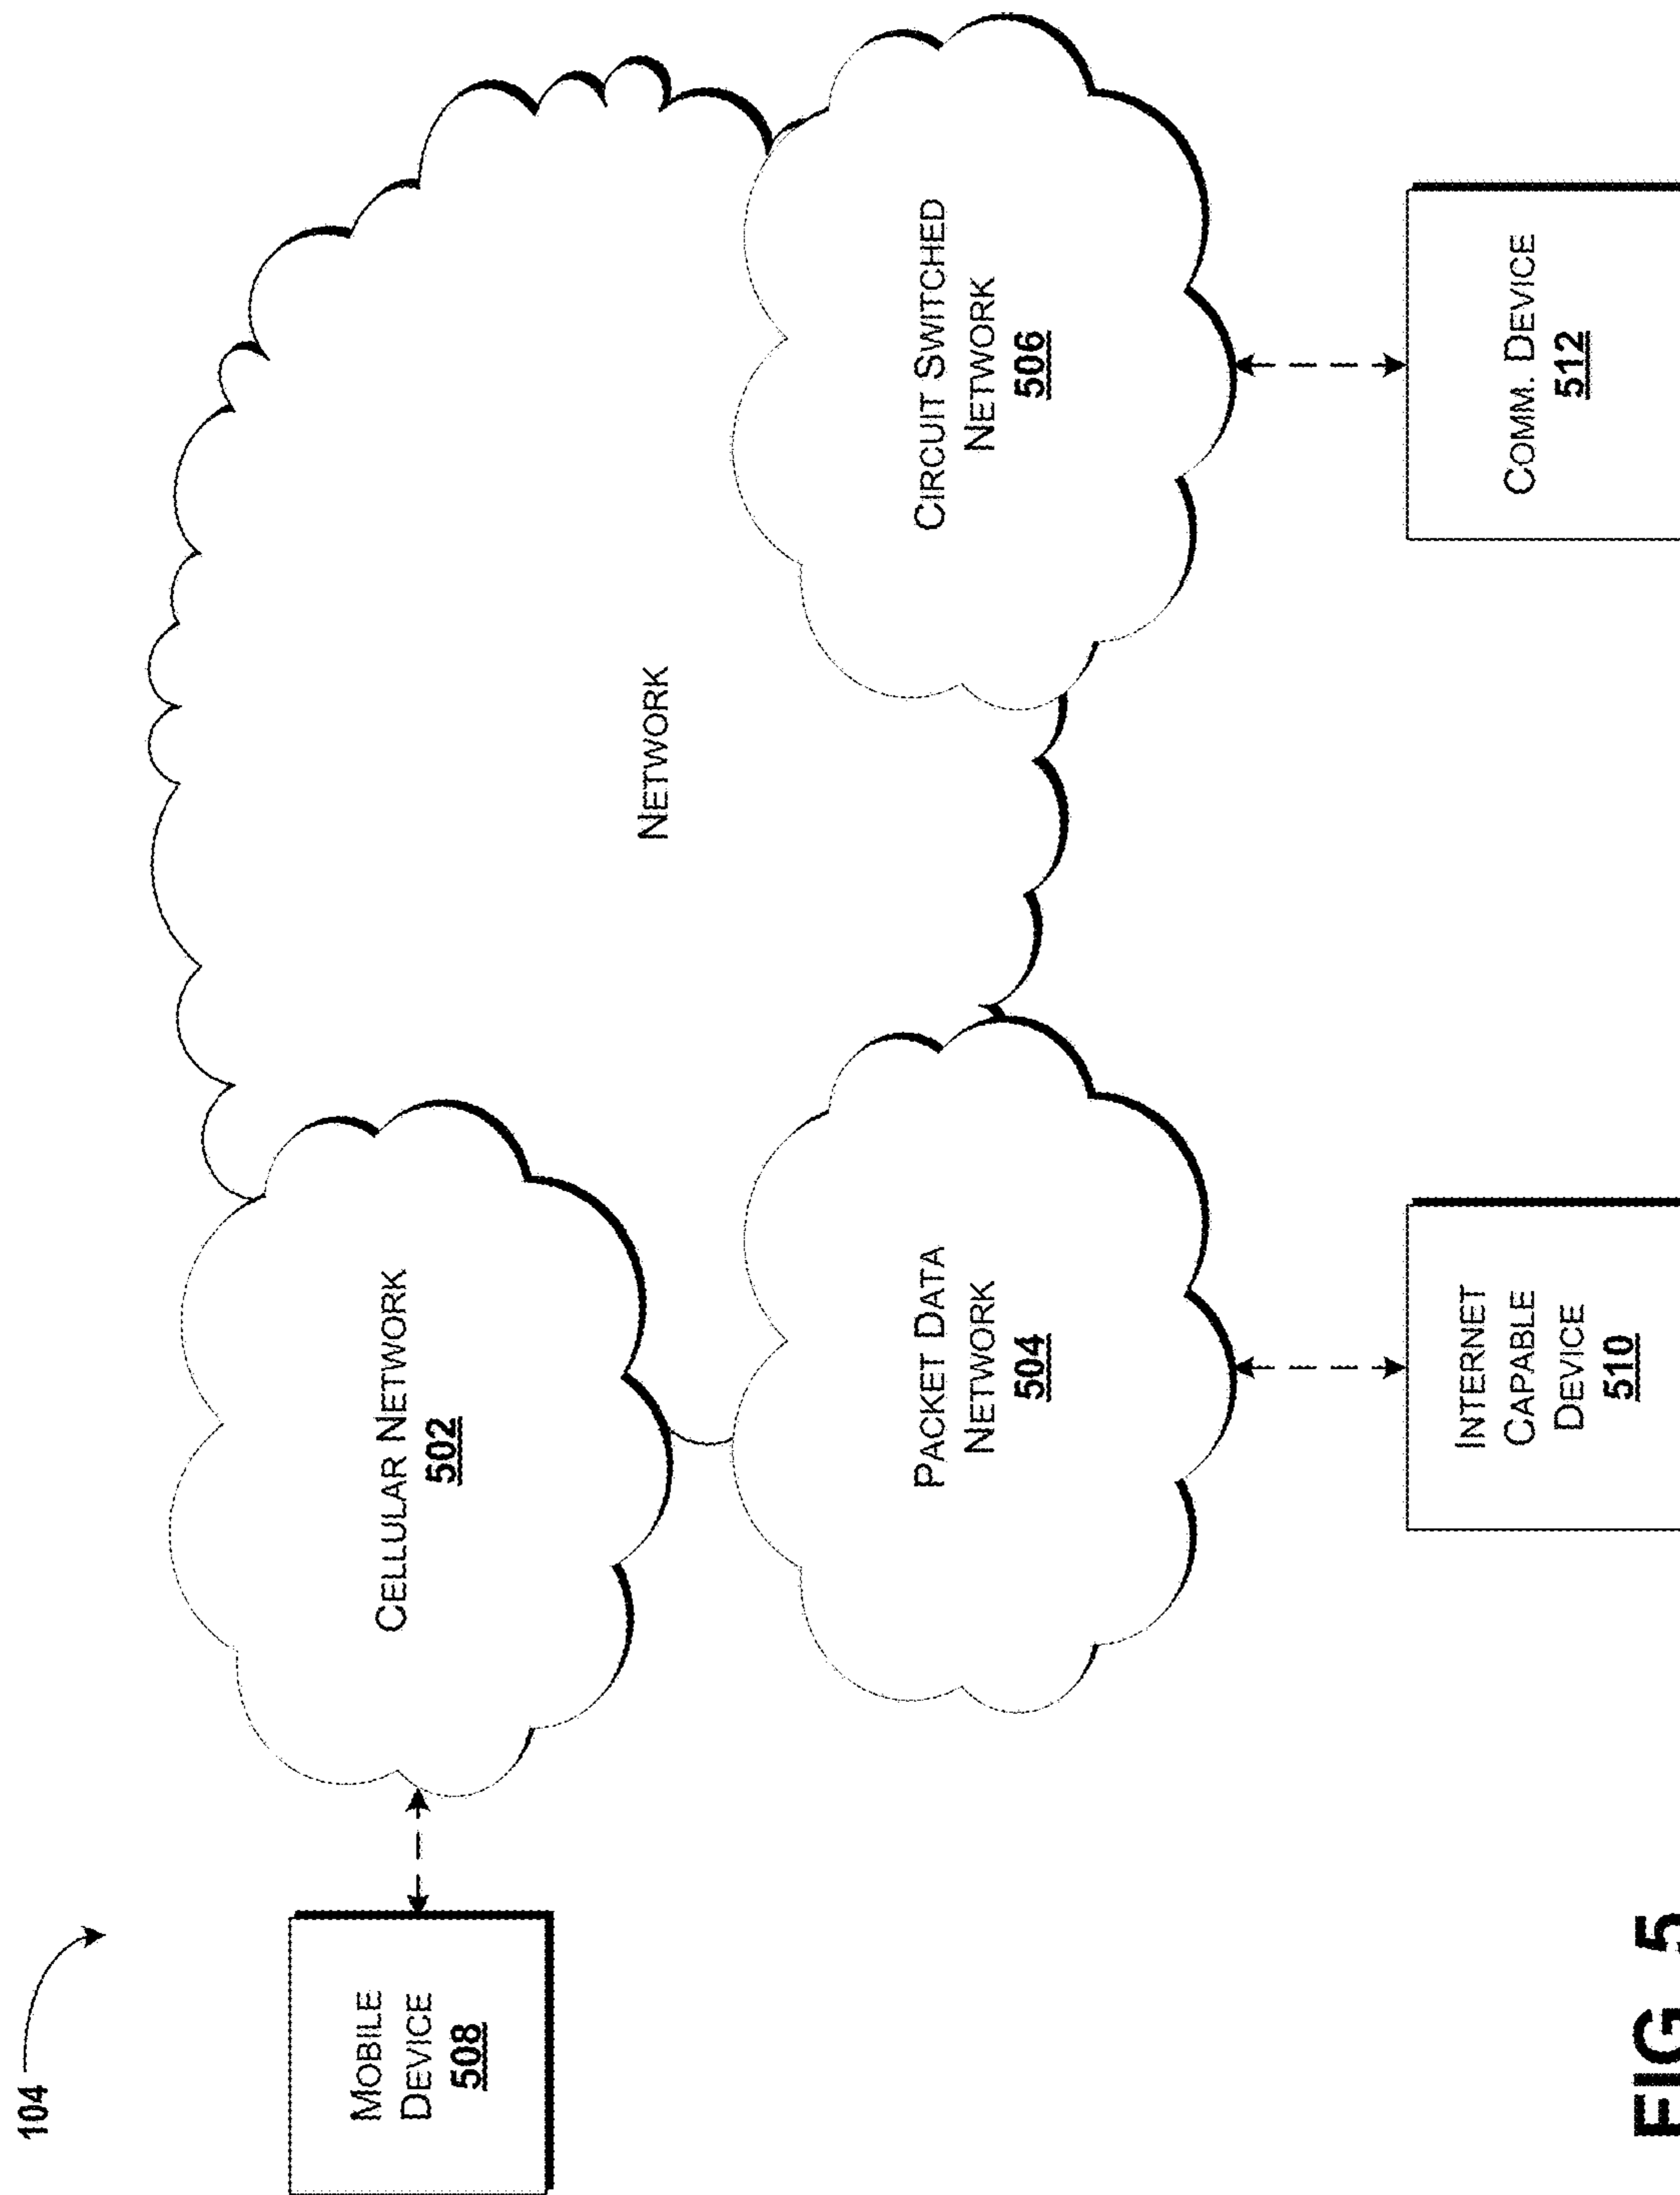 104
MOBILE
DEVICE
508
CELLULAR NETWORK
502
NETWORK
PACKET DATA
NETWORK
504
CIRCUIT SWITCHED
NETWORK
506
INTERNET
CAPABLE
DEVICE
510
COMM. DEVICE
512
FIG. 5